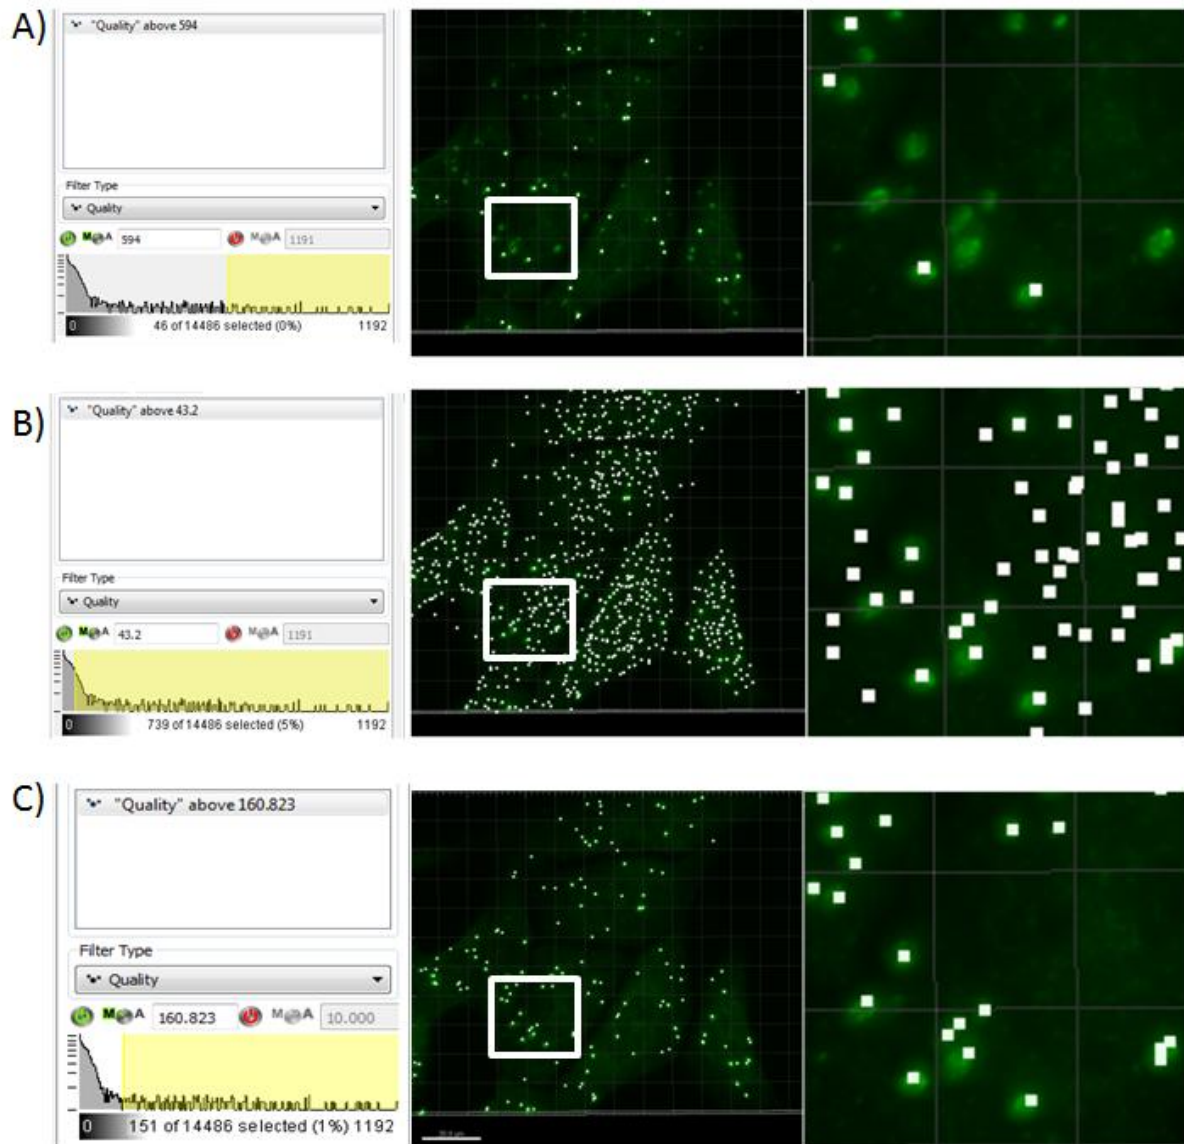 A)
"Quality" above 594
Filter Type
Quality
M A 594 M A 1191
0 46 of 14486 selected (0%) 1192
B)
"Quality" above 43.2
Filter Type
Quality
M A 43.2 M A 1191
0 739 of 14486 selected (5%) 1192
C)
"Quality" above 160.823
Filter Type
Quality
M A 160.823 M A 10.000
0 151 of 14486 selected (1%) 1192